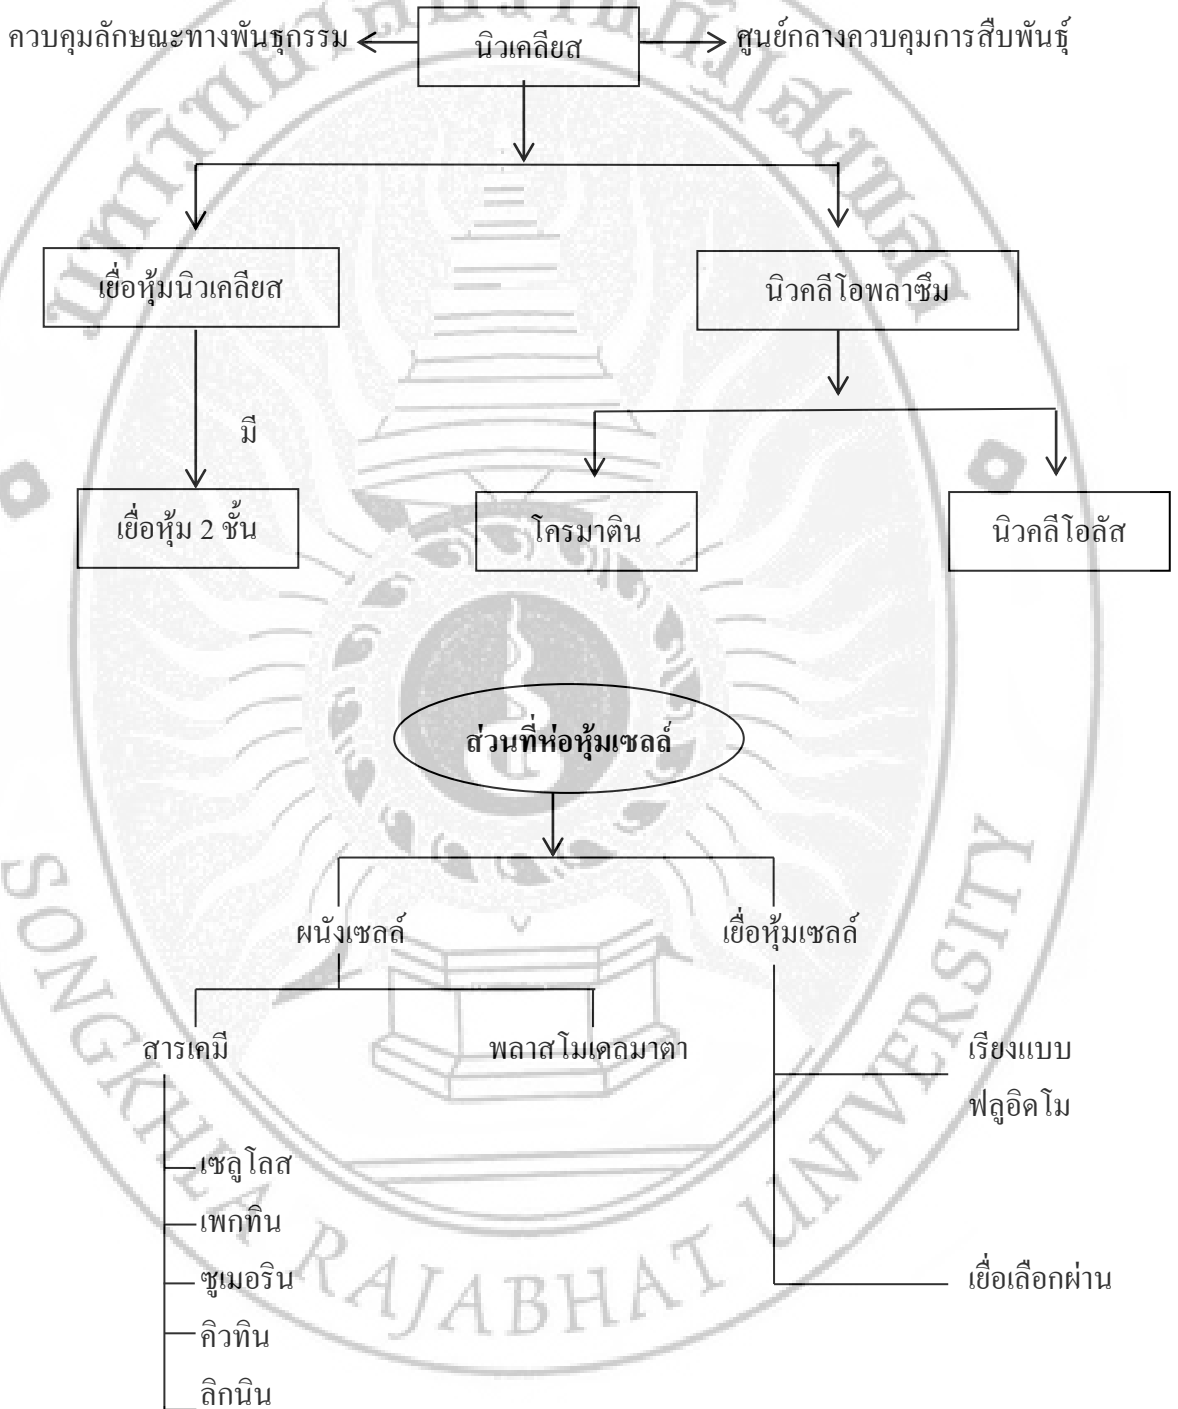 ควบคุมลักษณะทางพันธุกรรม
นิวเคลียส
ศูนย์กลางควบคุมการสืบพันธุ์
เยื่อหุ้มนิวเคลียส
นิวคลีโอพลาซึม
มี
เยื่อหุ้ม 2 ชั้น
โครมาติน
นิวคลีโอลัส
ส่วนที่ห่อหุ้มเซลล์
ผนังเซลล์
เยื่อหุ้มเซลล์
สารเคมี
พลาสโมเดลมาตา
เรียงแบบ
ฟลูอิดโม
เซลูโลส
เพกทิน
ซูเมอริน
เยื่อเลือกผ่าน
คิวทิน
ลิกนิน
SONGKHLA RAJABHAT UNIVERSITY